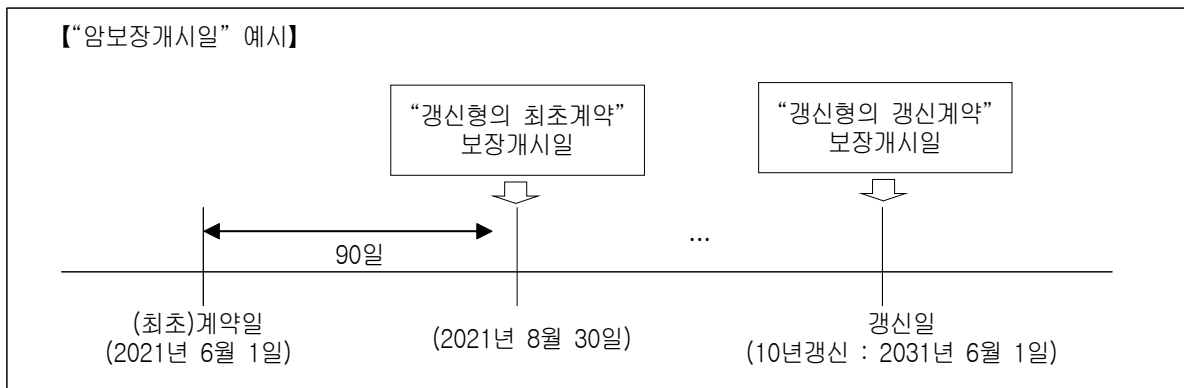 【“암보장개시일” 예시】
“갱신형의 최초계약”
보장개시일
“갱신형의 갱신계약”
보장개시일
90일
...
(최초)계약일
(2021년 6월 1일)
(2021년 8월 30일)
갱신일
(10년갱신 : 2031년 6월 1일)